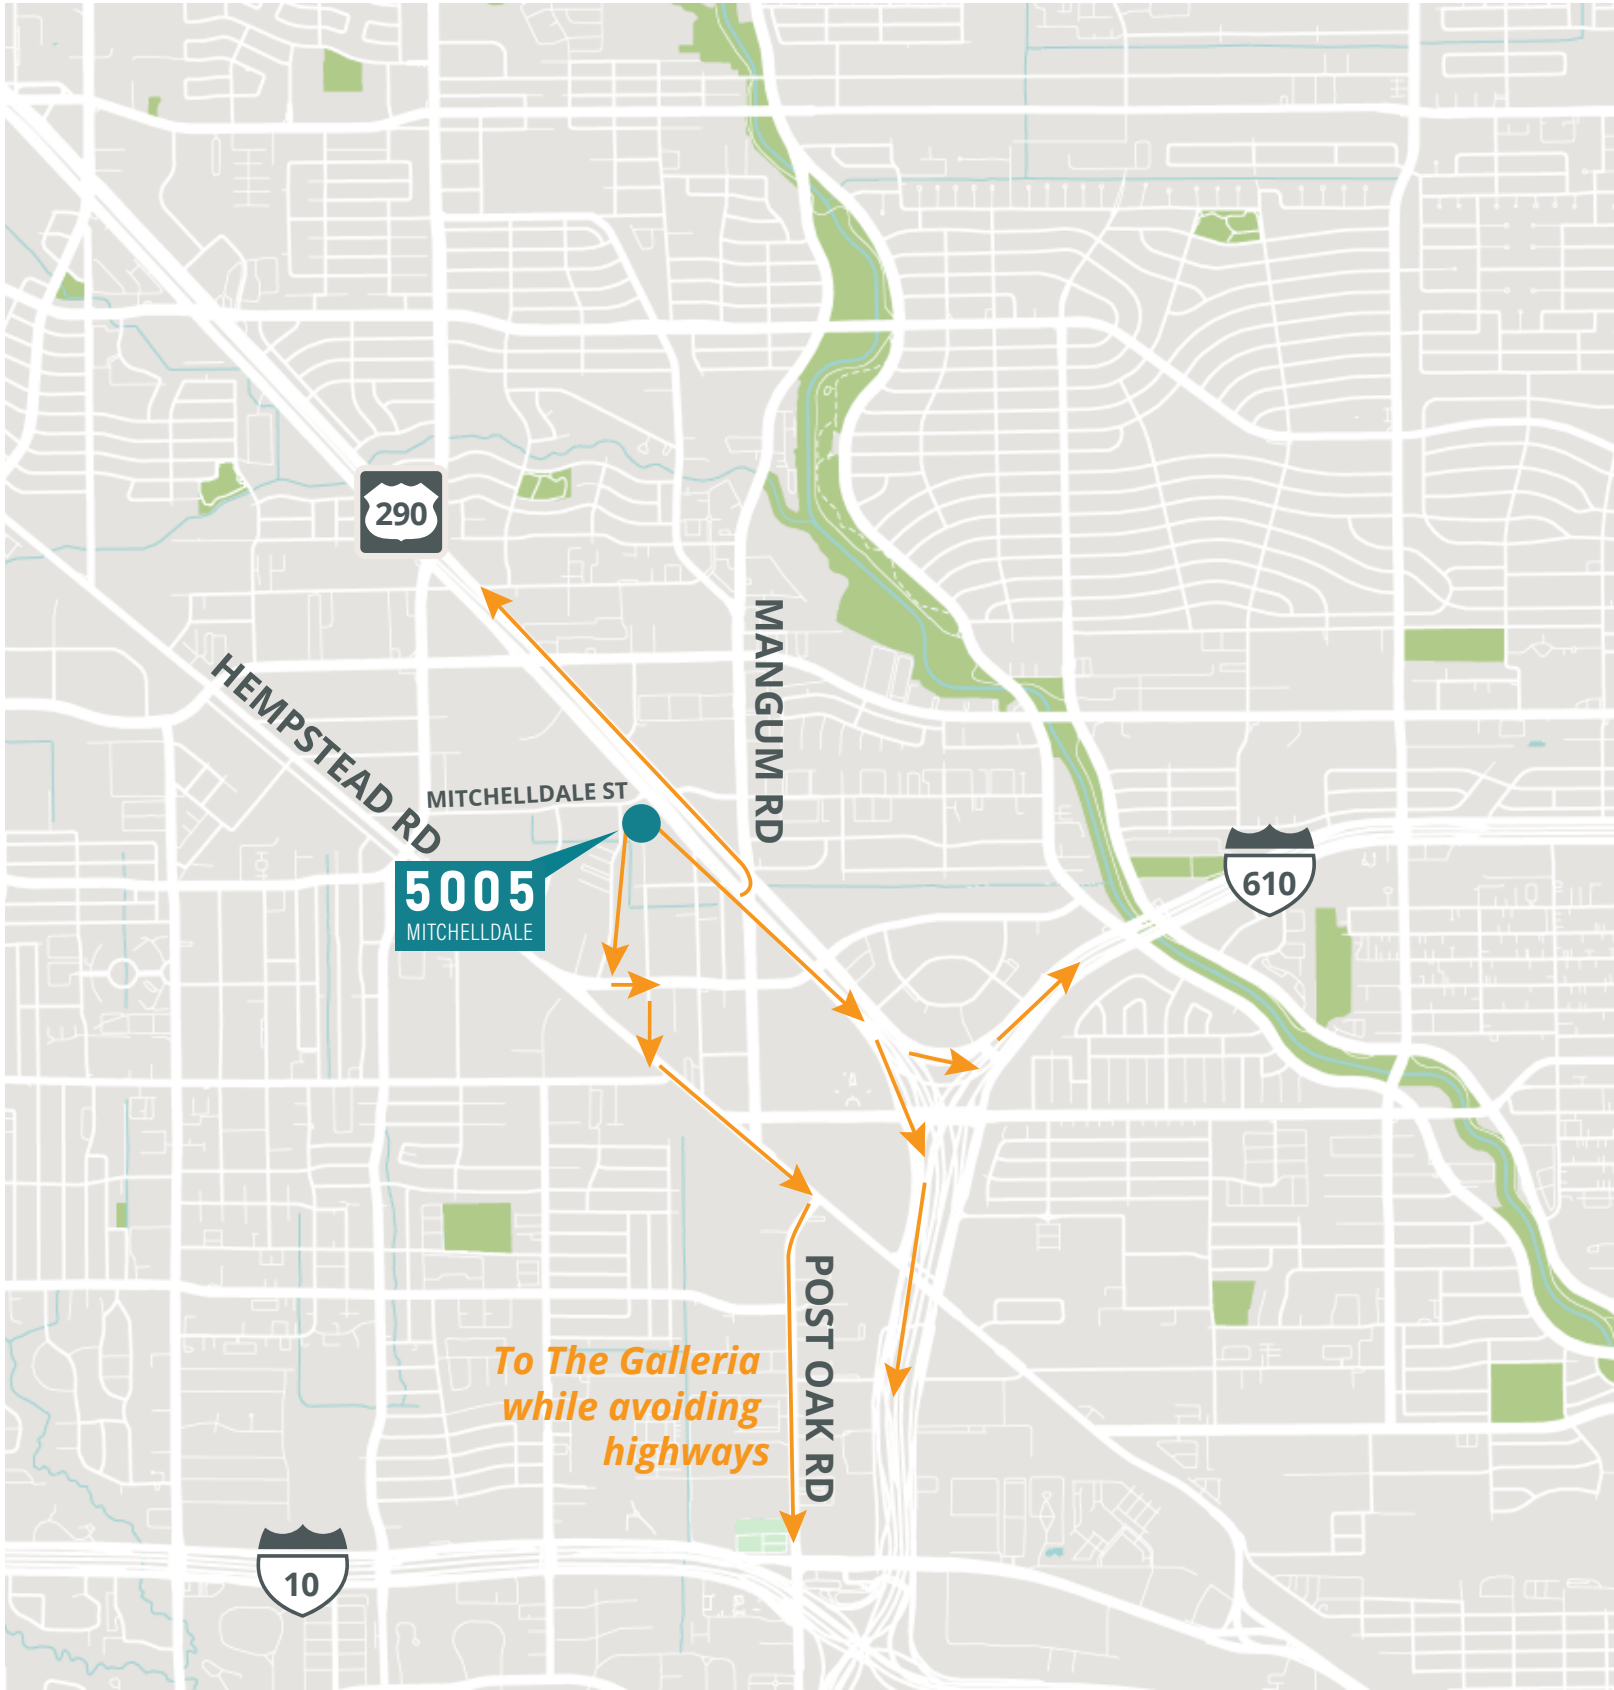 290
MANGUM RD
HEMPSTEAD RD
MITCHELLDALE ST
5005
MITCHELLDALE
610
POST OAK RD
To The Galleria
while avoiding
highways
10